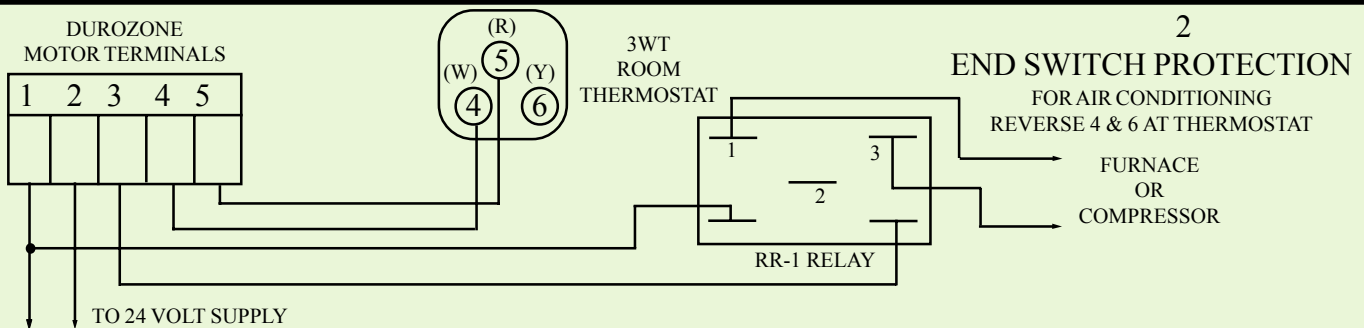 DUROZONE
MOTOR TERMINALS
1 2 3 4 5
(R)
5
(W) (Y)
4 6
3WT
ROOM
THERMOSTAT
2
END SWITCH PROTECTION
FOR AIR CONDITIONING
REVERSE 4 & 6 AT THERMOSTAT
1 3
2
FURNACE
OR
COMPRESSOR
RR-1 RELAY
TO 24 VOLT SUPPLY